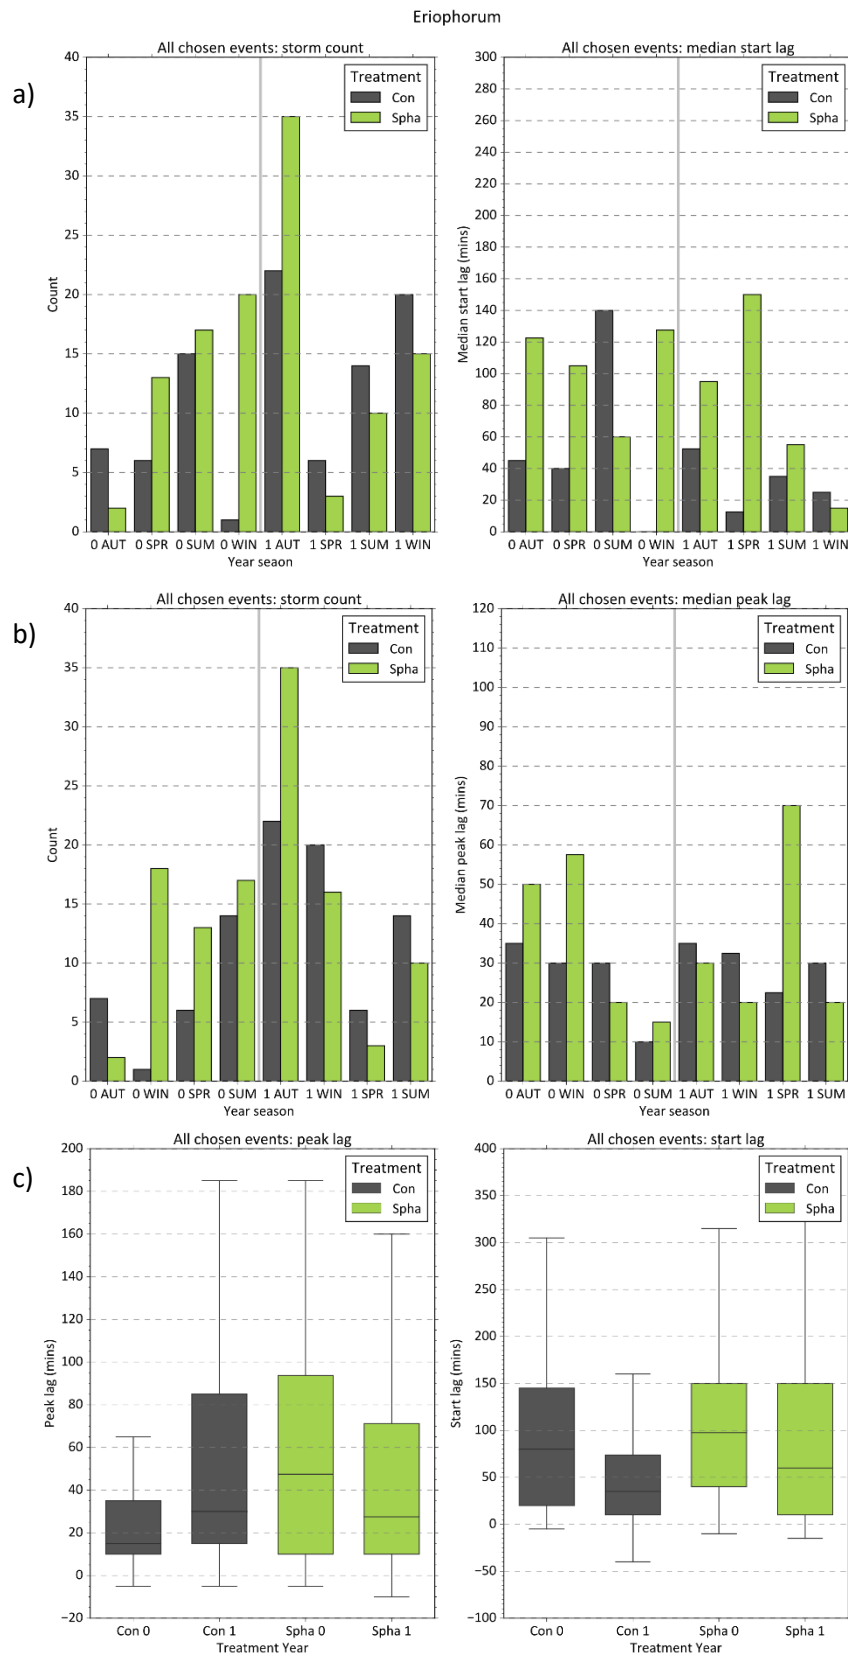 Eriophorum
a)
All chosen events: storm count
Treatment
Con
Spha
40
35
30
25
20
15
10
5
0
Count
0 AUT 0 SPR 0 SUM 0 WIN 1 AUT 1 SPR 1 SUM 1 WIN
Year seaon
All chosen events: median start lag
Treatment
Con
Spha
300
290
280
260
240
220
200
180
160
140
120
100
80
60
40
20
0
Median start lag (mins)
0 AUT 0 SPR 0 SUM 0 WIN 1 AUT 1 SPR 1 SUM 1 WIN
Year season
b)
All chosen events: storm count
Treatment
Con
Spha
40
35
30
25
20
15
10
5
0
Count
0 AUT 0 WIN 0 SPR 0 SUM 1 AUT 1 WIN 1 SPR 1 SUM
Year season
All chosen events: median peak lag
Treatment
Con
Spha
120
110
100
90
80
70
60
50
40
30
20
10
0
Median peak lag (mins)
0 AUT 0 WIN 0 SPR 0 SUM 1 AUT 1 WIN 1 SPR 1 SUM
Year season
c)
All chosen events: peak lag
Treatment
Con
Spha
200
180
160
140
120
100
80
60
40
20
0
−20
Peak lag (mins)
Con 0 Con 1 Spha 0 Spha 1
Treatment Year
All chosen events: start lag
Treatment
Con
Spha
400
350
300
250
200
150
100
50
0
−50
−100
Start lag (mins)
Con 0 Con 1 Spha 0 Spha 1
Treatment Year